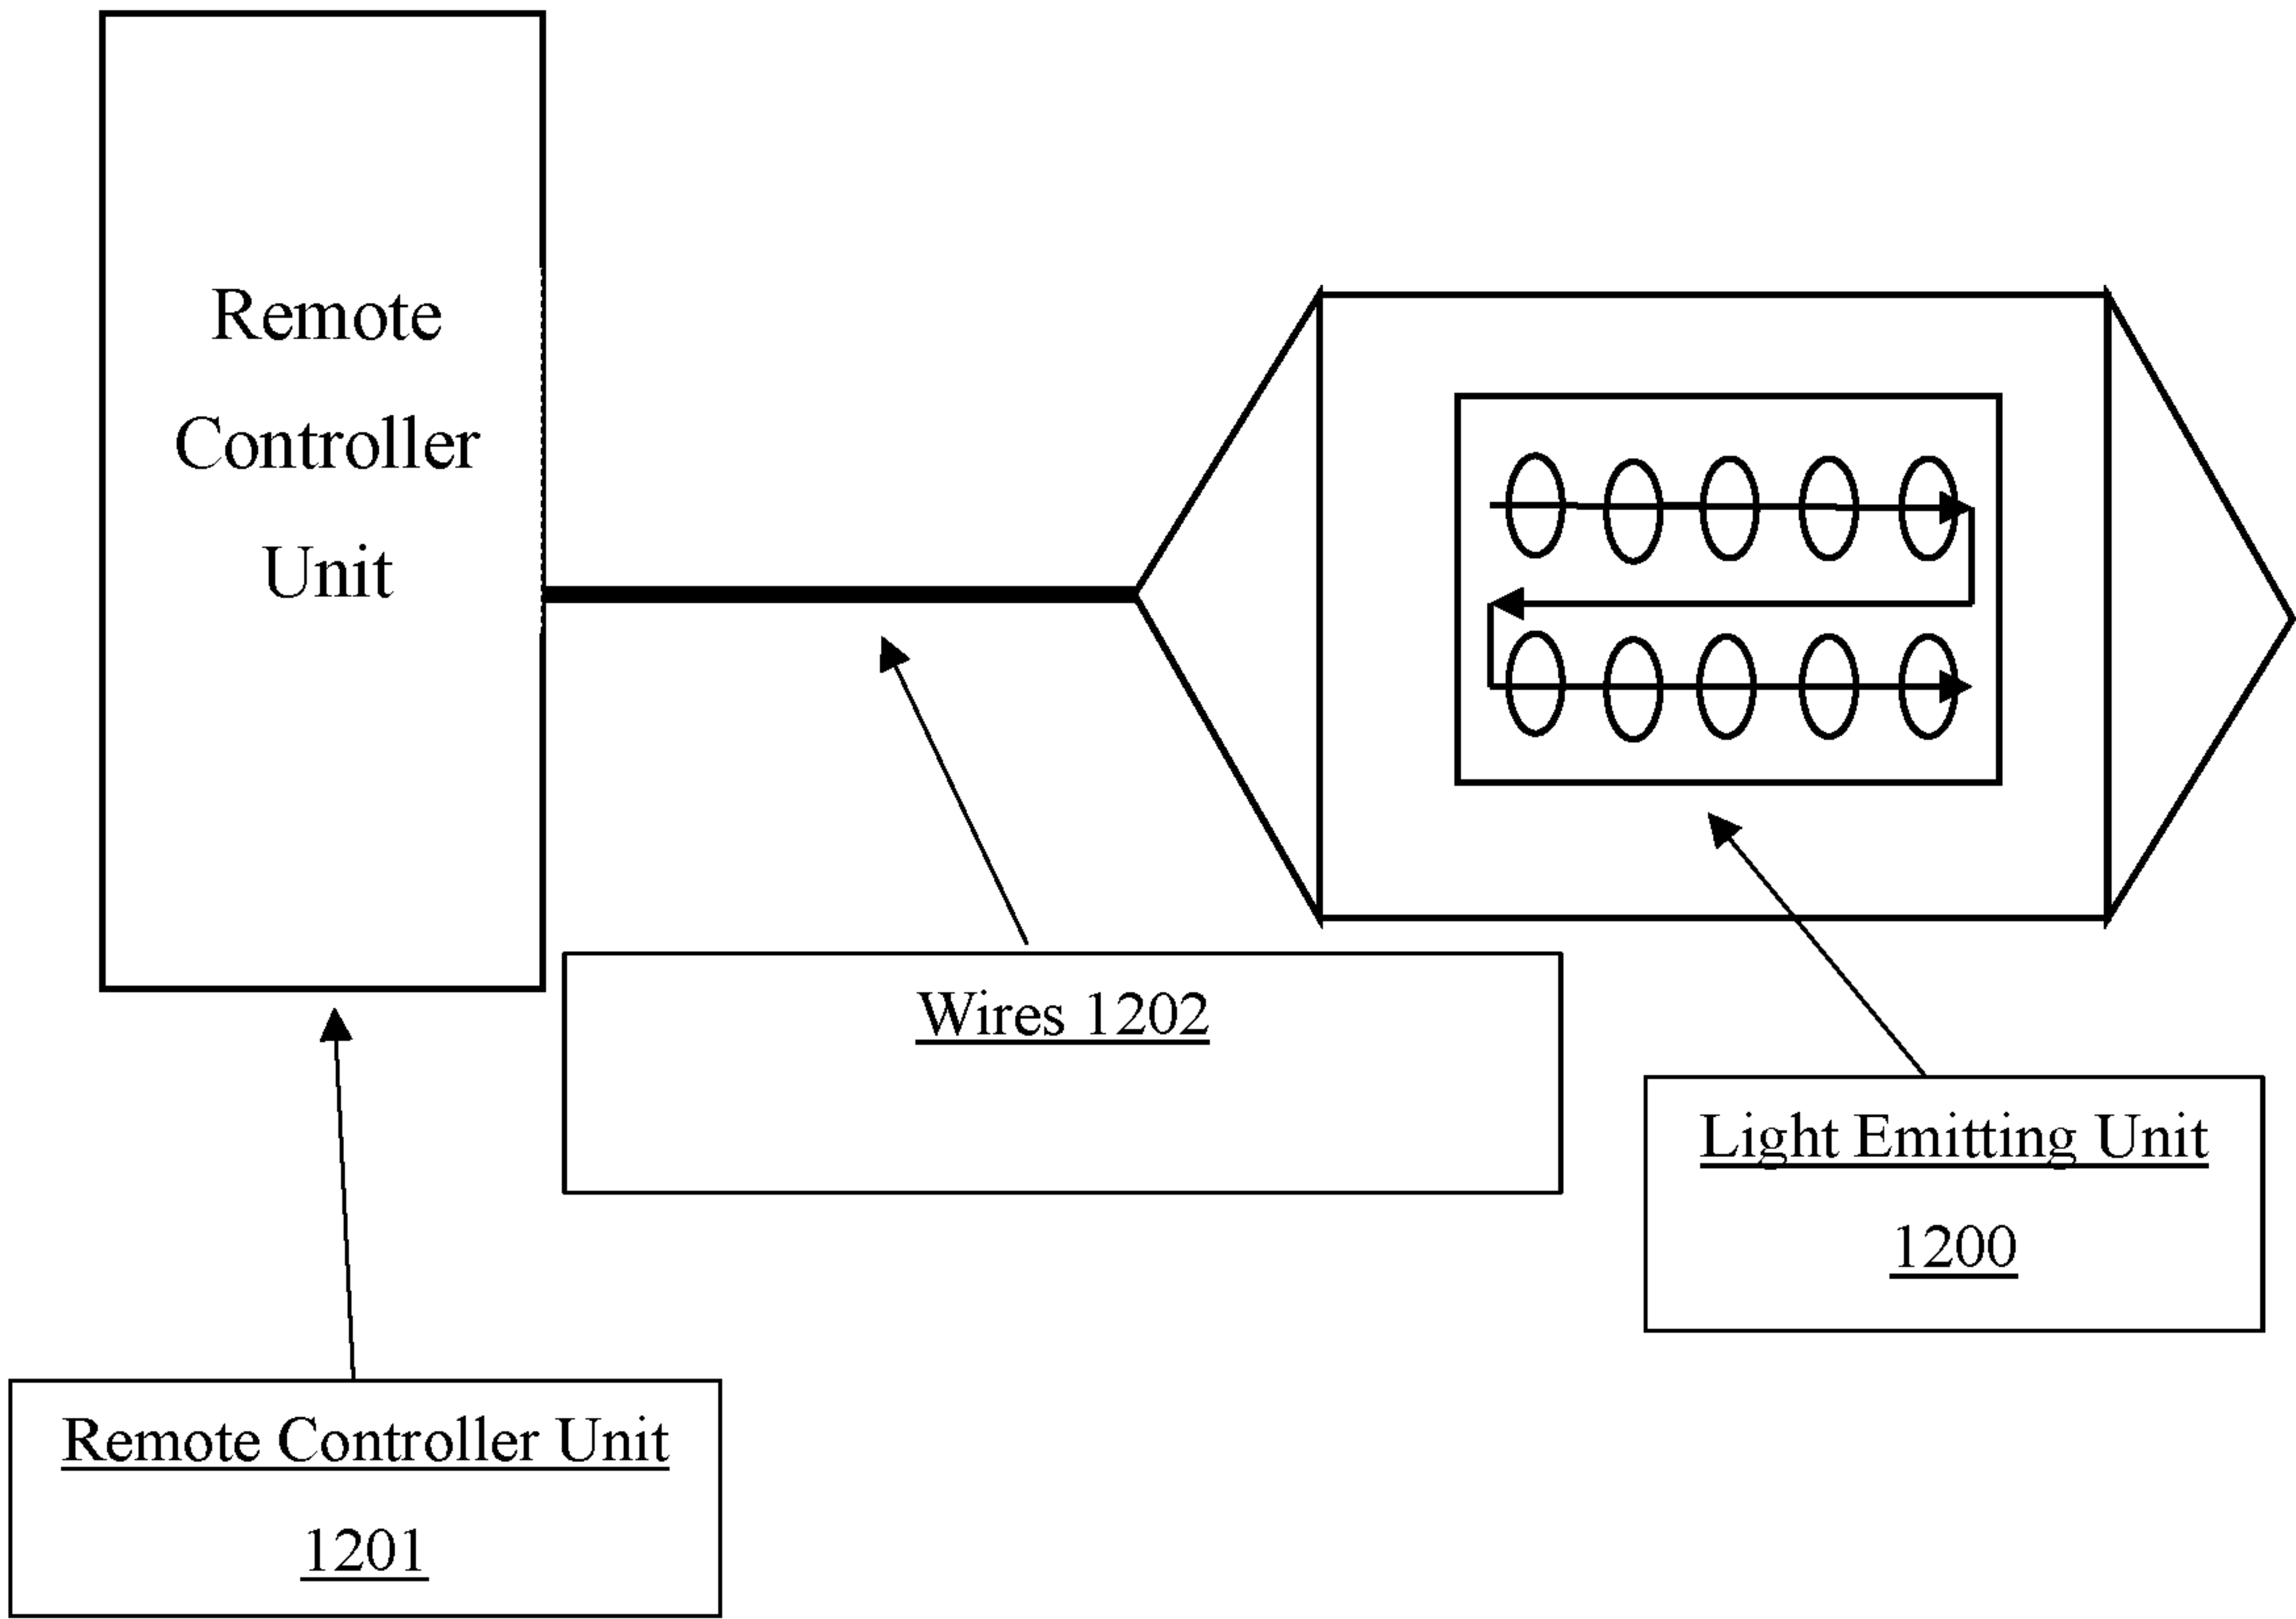 Remote
Controller
Unit
Wires 1202
Light Emitting Unit
1200
Remote Controller Unit
1201